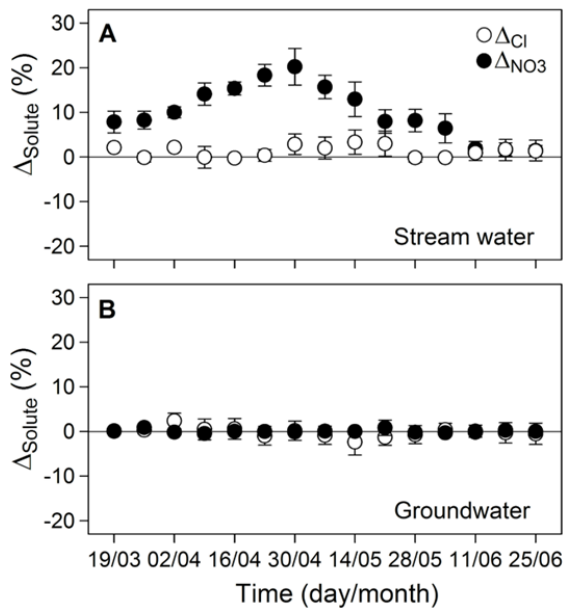 A
○ ΔCl
● ΔNO3
30
20
10
0
-10
-20
ΔSolute (%)
Stream water
B
30
20
10
0
-10
-20
ΔSolute (%)
Groundwater
19/03 02/04 16/04 30/04 14/05 28/05 11/06 25/06
Time (day/month)